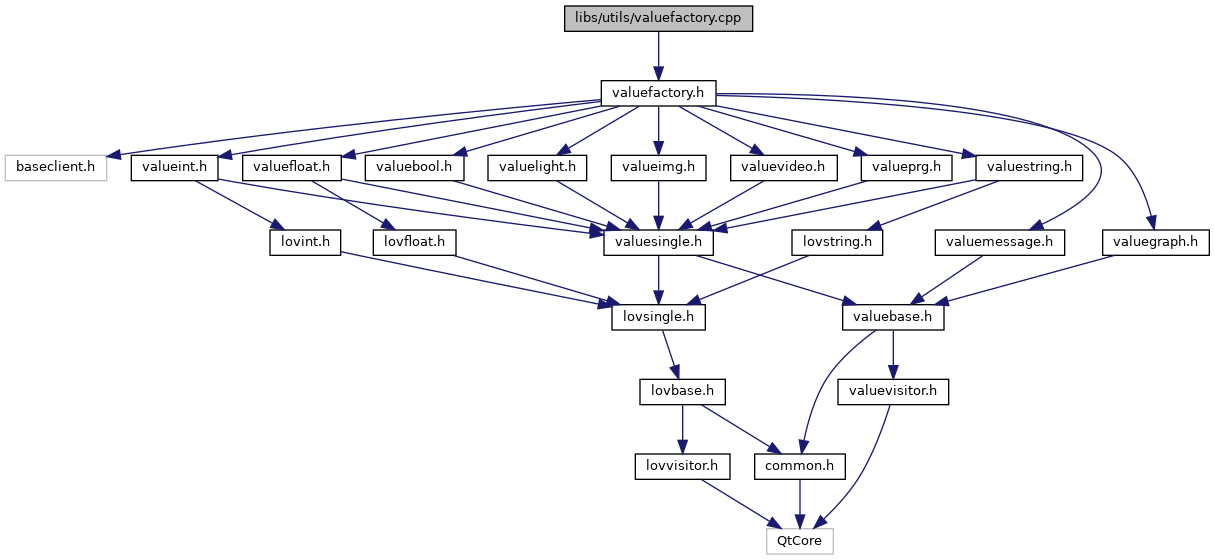 libs/utils/valuefactory.cpp
valuefactory.h
baseclient.h
valueint.h
valuefloat.h
valuebool.h
valuelight.h
valueimg.h
valuevideo.h
valueprg.h
valuestring.h
lovint.h
lovfloat.h
valuesingle.h
lovstring.h
valuemessage.h
valuegraph.h
lovsingle.h
valuebase.h
lovbase.h
valuevisitor.h
lovvisitor.h
common.h
QtCore